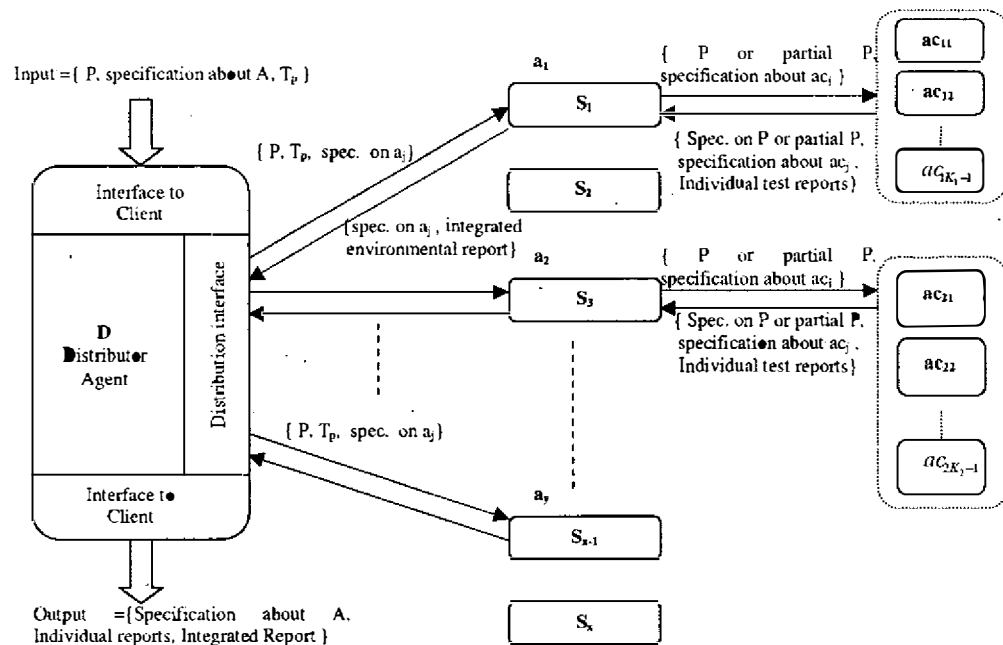 Input ={ P, specification about A, Tp }
Interface to
Client
D
Distributor
Agent
Distribution interface
Interface to
Client
Output ={Specification about A,
Individual reports, Integrated Report }
{ P, Tp, spec. on aj}
{spec. on aj , integrated
environmental report}
{ P, Tp, spec. on aj}
a1
S1
S2
a2
S3
ay
Sx-1
Sx
{ P or partial P,
specification about acj }
{ Spec. on P or partial P,
specification about acj ,
Individual test reports}
{ P or partial P,
specification about acj }
{ Spec. on P or partial P,
specification about acj ,
Individual test reports}
ac11
ac12
ac1K1-1
ac21
ac22
ac2K2-1